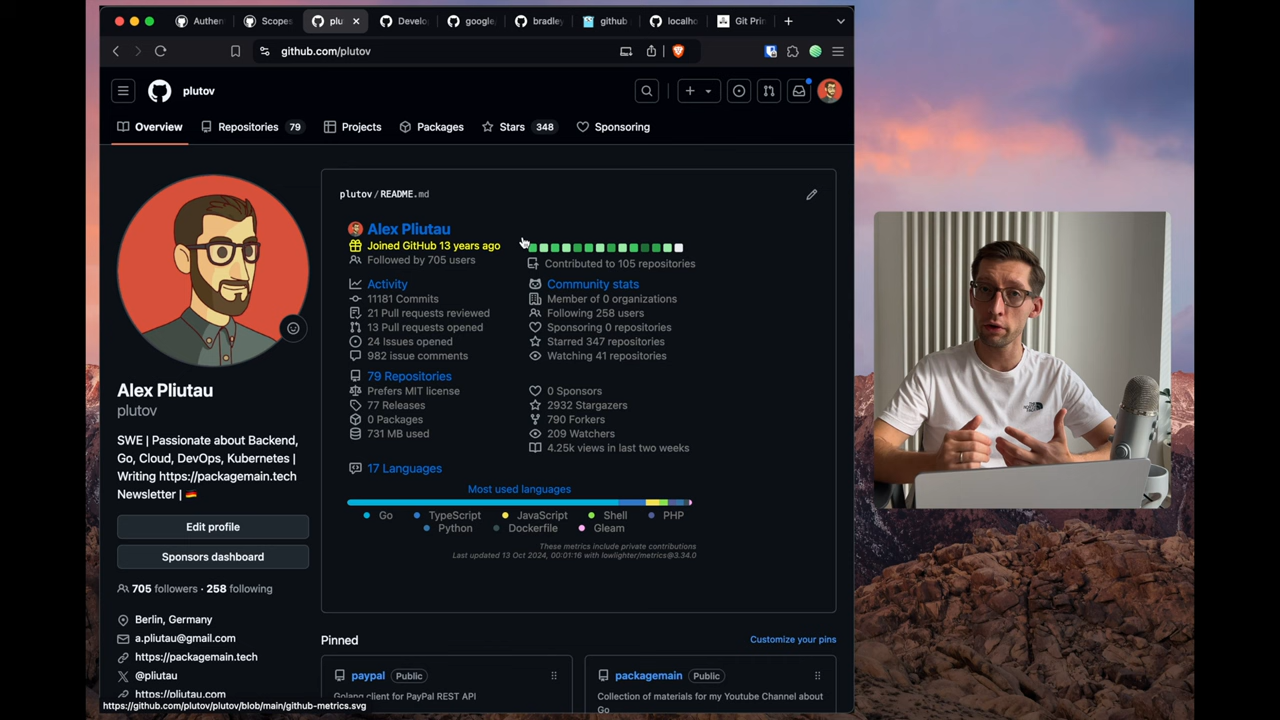 Authen
Scopes
plu
Develo
google
bradley
github
localho
Git Prin
github.com/plutov
plutov
Overview
Repositories 79
Projects
Packages
Stars 348
Sponsoring
plutov/README.md
Alex Pliutau
Joined GitHub 13 years ago
Followed by 705 users
Contributed to 105 repositories
Activity
11181 Commits
21 Pull requests reviewed
13 Pull requests opened
24 Issues opened
982 issue comments
Community stats
Member of 0 organizations
Following 258 users
Sponsoring 0 repositories
Starred 347 repositories
Watching 41 repositories
79 Repositories
Prefers MIT license
77 Releases
0 Packages
731 MB used
0 Sponsors
2932 Stargazers
790 Forkers
209 Watchers
4.25k views in last two weeks
17 Languages
Most used languages
Go TypeScript JavaScript Shell PHP
Python Dockerfile Gleam
These metrics include private contributions
Last updated 13 Oct 2024, 00:01:16 with lowlighter/metrics@3.34.0
Alex Pliutau
plutov
SWE | Passionate about Backend,
Go, Cloud, DevOps, Kubernetes |
Writing https://packagemain.tech
Newsletter |
Edit profile
Sponsors dashboard
705 followers · 258 following
Berlin, Germany
a.pliutau@gmail.com
https://packagemain.tech
@pliutau
https://pliutau.com
Pinned
Customize your pins
paypal Public
Golang client for PayPal REST API
packagemain Public
Collection of materials for my Youtube Channel about
Go
https://github.com/plutov/plutov/blob/main/github-metrics.svg